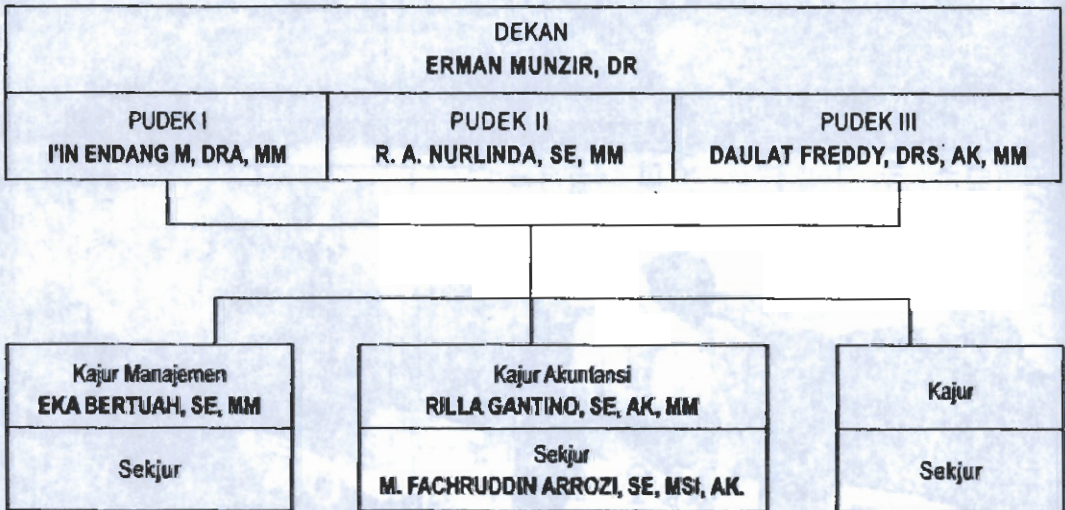 DEKAN
ERMAN MUNZIR, DR
PUDEK I
I'IN ENDANG M, DRA, MM
PUDEK II
R. A. NURLINDA, SE, MM
PUDEK III
DAULAT FREDDY, DRS, AK, MM
Kajur Manajemen
EKA BERTUAH, SE, MM
Sekjur
Kajur Akuntansi
RILLA GANTINO, SE, AK, MM
Sekjur
M. FACHRUDDIN ARROZI, SE, MSI, AK.
Kajur
Sekjur